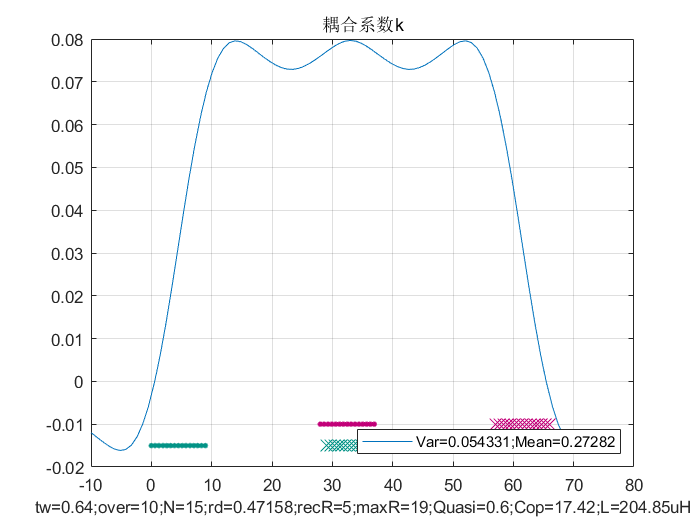 耦合系数k
0.08
0.07
0.06
0.05
0.04
0.03
0.02
0.01
0
-0.01
-0.02
Var=0.054331;Mean=0.27282
-10 0 10 20 30 40 50 60 70 80
tw=0.64;over=10;N=15;rd=0.47158;recR=5;maxR=19;Quasi=0.6;Cop=17.42;L=204.85uH